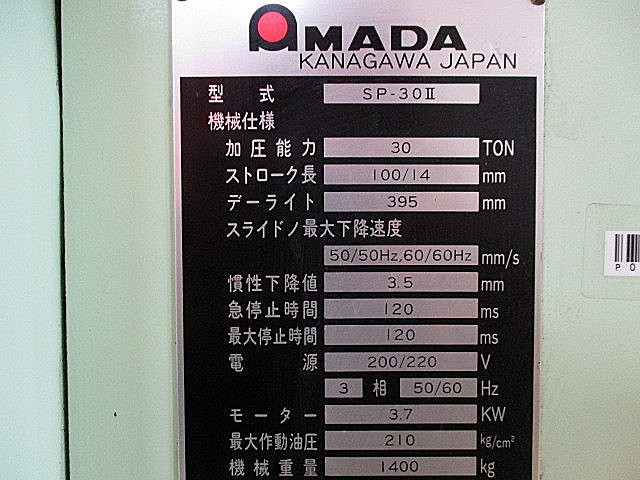 AMADA
KANAGAWA JAPAN
型式 SP-30II
機械仕様
加圧能力 30 TON
ストローク長 100/14 mm
デーライト 395 mm
スライドノ最大下降速度
50/50Hz,60/60Hz mm/s
慣性下降値 3.5 mm
急停止時間 120 ms
最大停止時間 120 ms
電源 200/220 V
3 相 50/60 Hz
モーター 3.7 KW
最大作動油圧 210 kg/cm²
機械重量 1400 kg
P 0